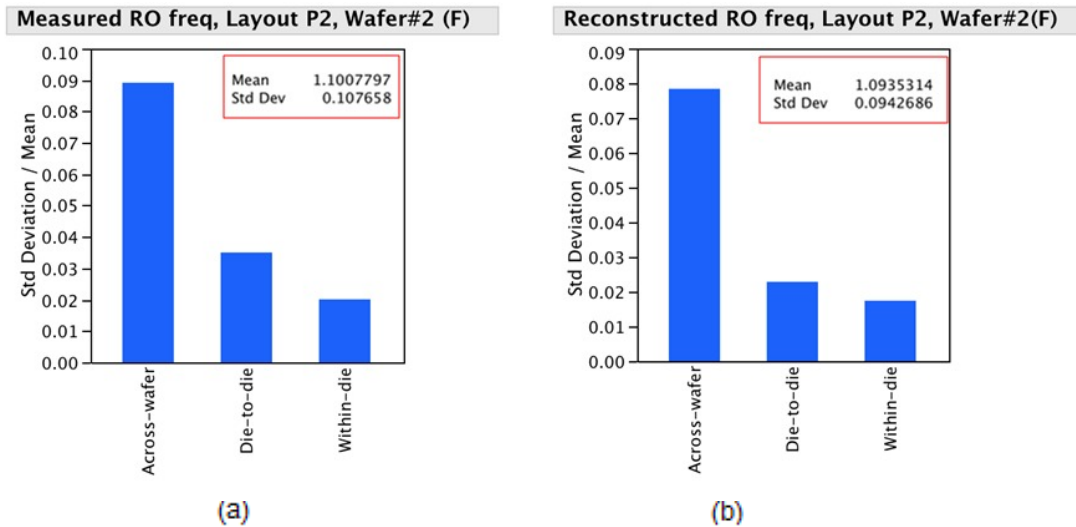 Measured RO freq, Layout P2, Wafer#2 (F)
Std Deviation / Mean
0.10
0.09
0.08
0.07
0.06
0.05
0.04
0.03
0.02
0.01
0.00
Mean 1.1007797
Std Dev 0.107658
Across-wafer
Die-to-die
Within-die
(a)
Reconstructed RO freq, Layout P2, Wafer#2(F)
Std Deviation / Mean
0.09
0.08
0.07
0.06
0.05
0.04
0.03
0.02
0.01
0.00
Mean 1.0935314
Std Dev 0.0942686
Across-wafer
Die-to-die
Within-die
(b)